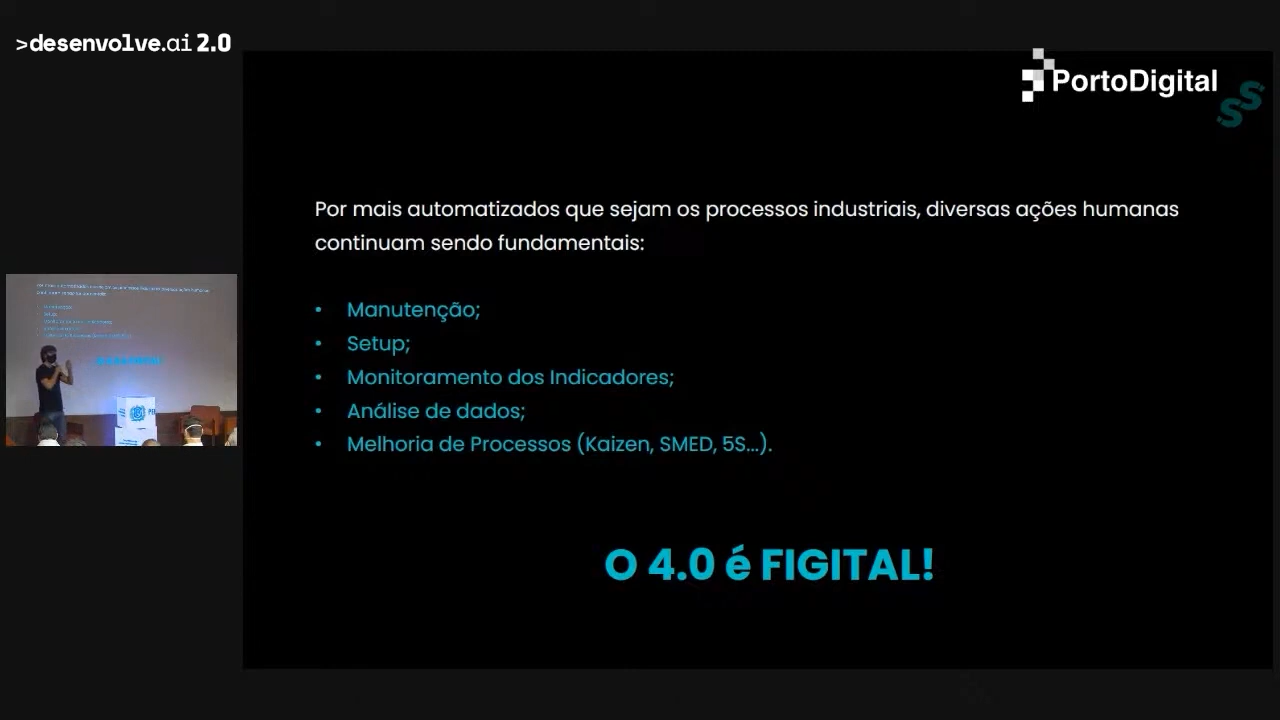 >desenvolve.ai 2.0
PortoDigital
SS
Por mais automatizados que sejam os processos industriais, diversas ações humanas
continuam sendo fundamentais:
• Manutenção;
• Setup;
• Monitoramento dos Indicadores;
• Análise de dados;
• Melhoria de Processos (Kaizen, SMED, 5S...).
O 4.0 é FIGITAL!